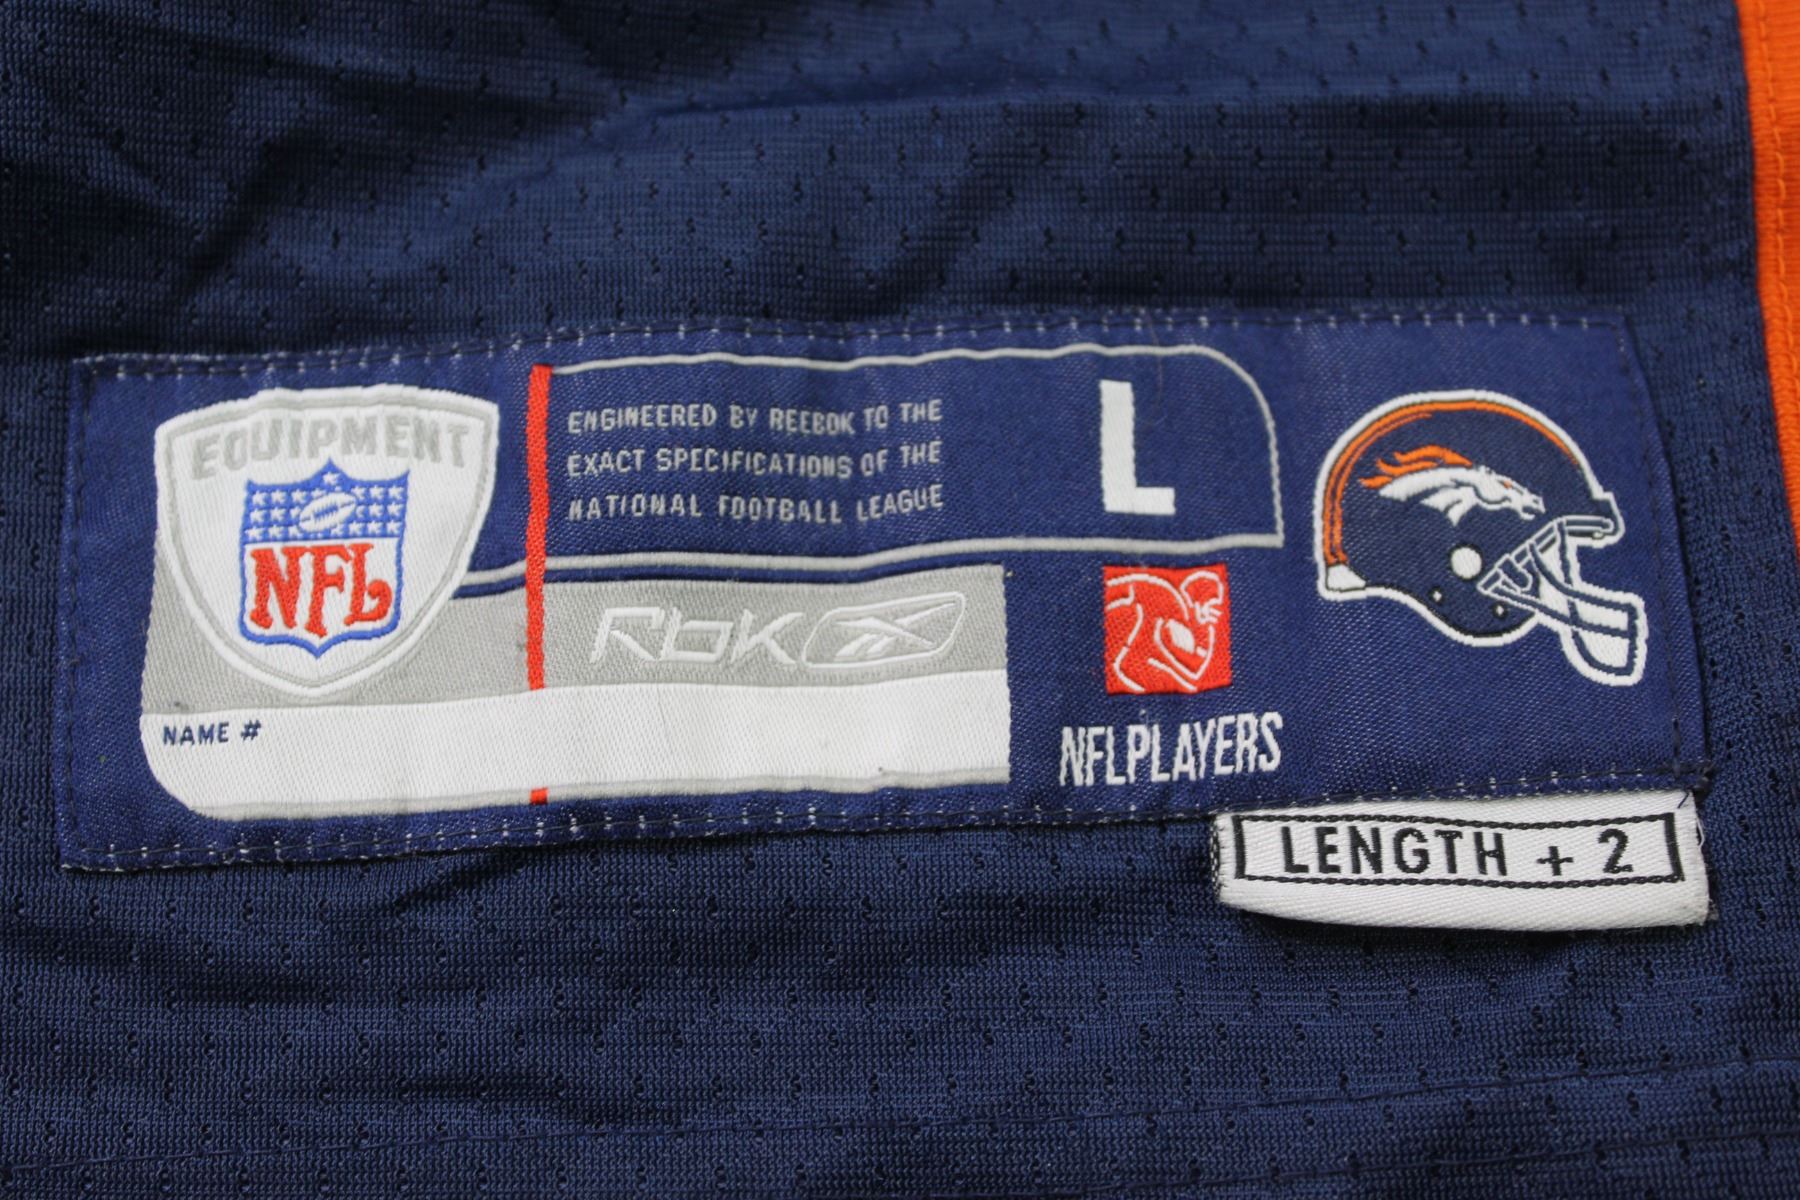 EQUIPMENT
NFL
ENGINEERED BY REEBOK TO THE
EXACT SPECIFICATIONS OF THE
NATIONAL FOOTBALL LEAGUE
L
RbK
NAME #
NFLPLAYERS
LENGTH + 2